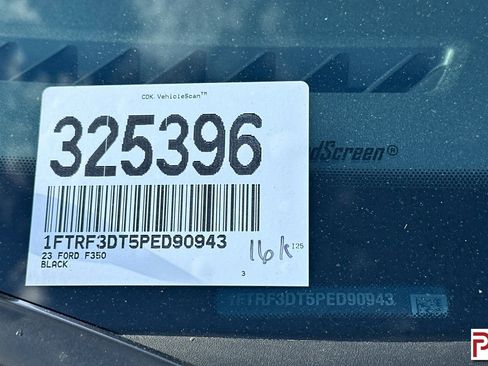 CDK.VehicleScan™
325396
1FTRF3DT5PED90943
23 FORD F350
BLACK
16k
125
3
dScreen®
1FTRF3DT5PED90943
P